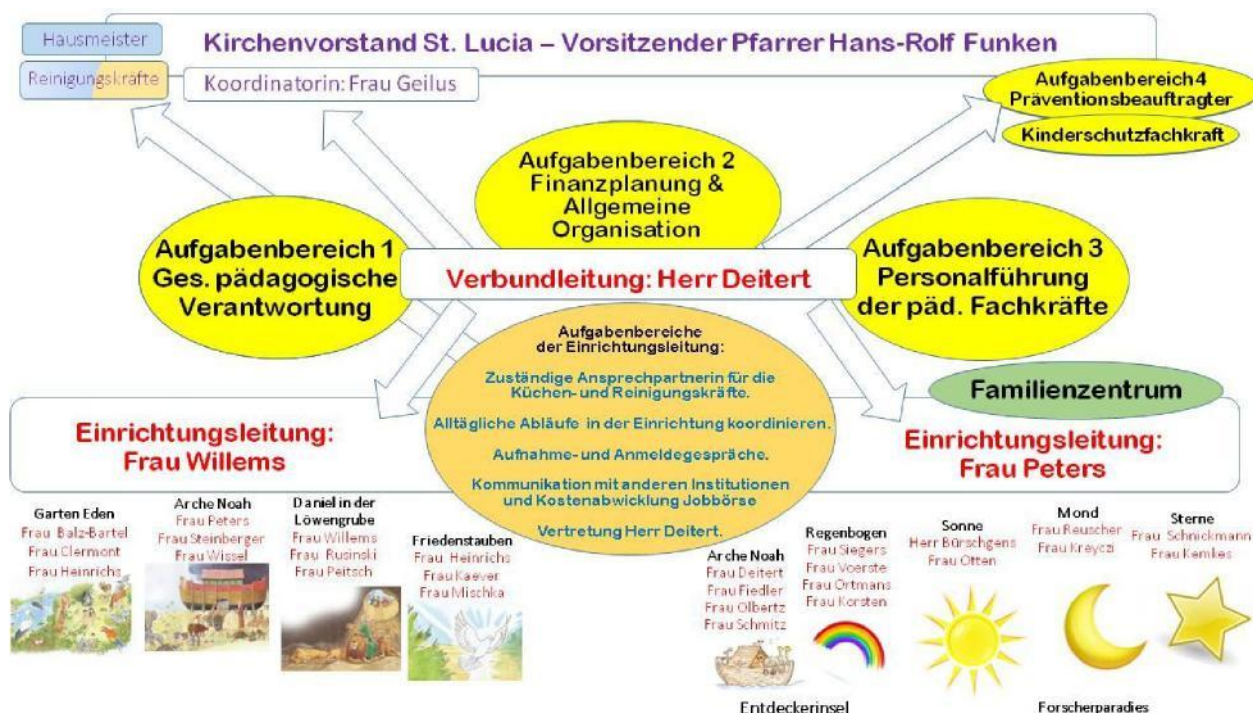 Hausmeister
Reinigungskräfte
Kirchenvorstand St. Lucia – Vorsitzender Pfarrer Hans-Rolf Funken
Koordinatorin: Frau Geilus
Aufgabenbereich 4
Präventionsbeauftragter
Kinderschutzfachkraft
Aufgabenbereich 2
Finanzplanung &
Allgemeine
Organisation
Aufgabenbereich 1
Ges. pädagogische
Verantwortung
Verbundleitung: Herr Deitert
Aufgabenbereich 3
Personalführung
der päd. Fachkräfte
Aufgabenbereiche
der Einrichtungsleitung:
Zuständige Ansprechpartnerin für die
Küchen- und Reinigungskräfte.
Alltägliche Abläufe in der Einrichtung koordinieren.
Aufnahme- und Anmeldegespräche.
Kommunikation mit anderen Institutionen
und Kostenabwicklung Jobbörse
Vertretung Herr Deitert.
Familienzentrum
Einrichtungsleitung:
Frau Willems
Einrichtungsleitung:
Frau Peters
Garten Eden
Frau Balz-Bartel
Frau Clermont
Frau Heinrichs
Arche Noah
Frau Peters
Frau Steinberger
Frau Wissel
Daniel in der
Löwengrube
Frau Willems
Frau Rusinski
Frau Peitsch
Friedenstauben
Frau Heinrichs
Frau Kaever
Frau Mischka
Arche Noah
Frau Deitert
Frau Fiedler
Frau Olbertz
Frau Schmitz
Regenbogen
Frau Siegers
Frau Voerste
Frau Ortmans
Frau Korsten
Sonne
Herr Bürschgens
Frau Otten
Mond
Frau Reuscher
Frau Kreyczi
Sterne
Frau Schnickmann
Frau Kemkes
Entdeckerinsel
Forscherparadies